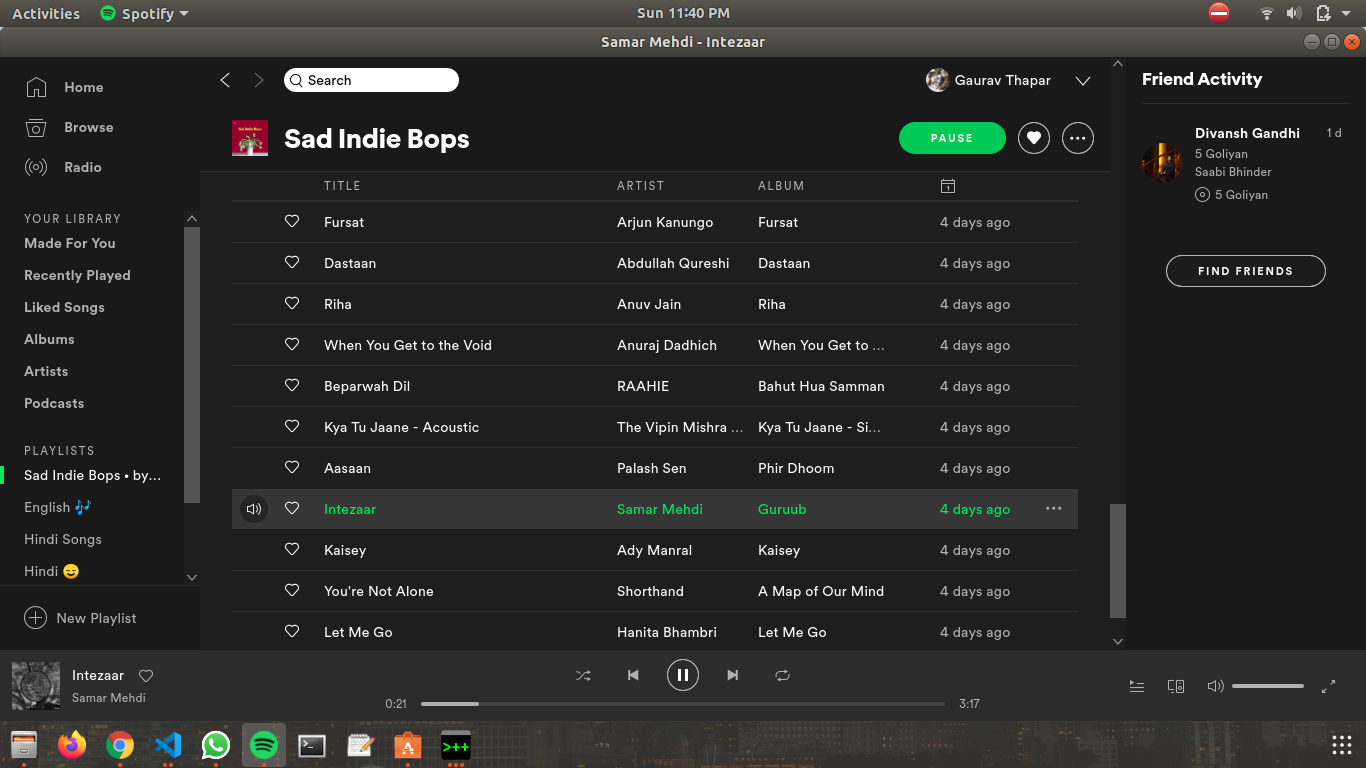 Activities Spotify Sun 11:40 PM
Samar Mehdi - Intezaar
Home
Browse
Radio
YOUR LIBRARY
Made For You
Recently Played
Liked Songs
Albums
Artists
Podcasts
PLAYLISTS
Sad Indie Bops • by...
English 🎶
Hindi Songs
Hindi 😌
New Playlist
Search
Gaurav Thapar
Sad Indie Bops
PAUSE
TITLE ARTIST ALBUM
Fursat Arjun Kanungo Fursat 4 days ago
Dastaan Abdullah Qureshi Dastaan 4 days ago
Riha Anuv Jain Riha 4 days ago
When You Get to the Void Anuraj Dadhich When You Get to ... 4 days ago
Beparwah Dil RAAHIE Bahut Hua Samman 4 days ago
Kya Tu Jaane - Acoustic The Vipin Mishra ... Kya Tu Jaane - Si... 4 days ago
Aasaan Palash Sen Phir Dhoom 4 days ago
Intezaar Samar Mehdi Guruub 4 days ago
Kaisey Ady Manral Kaisey 4 days ago
You're Not Alone Shorthand A Map of Our Mind 4 days ago
Let Me Go Hanita Bhambri Let Me Go 4 days ago
Friend Activity
Divansh Gandhi 1 d
5 Goliyan
Saabi Bhinder
5 Goliyan
FIND FRIENDS
Intezaar
Samar Mehdi
0:21 3:17
>++